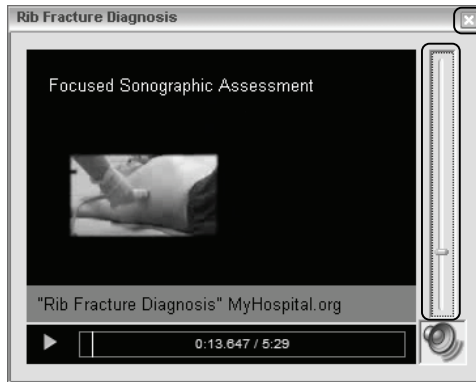 Rib Fracture Diagnosis
Focused Sonographic Assessment
"Rib Fracture Diagnosis" MyHospital.org
0:13.647 / 5:29